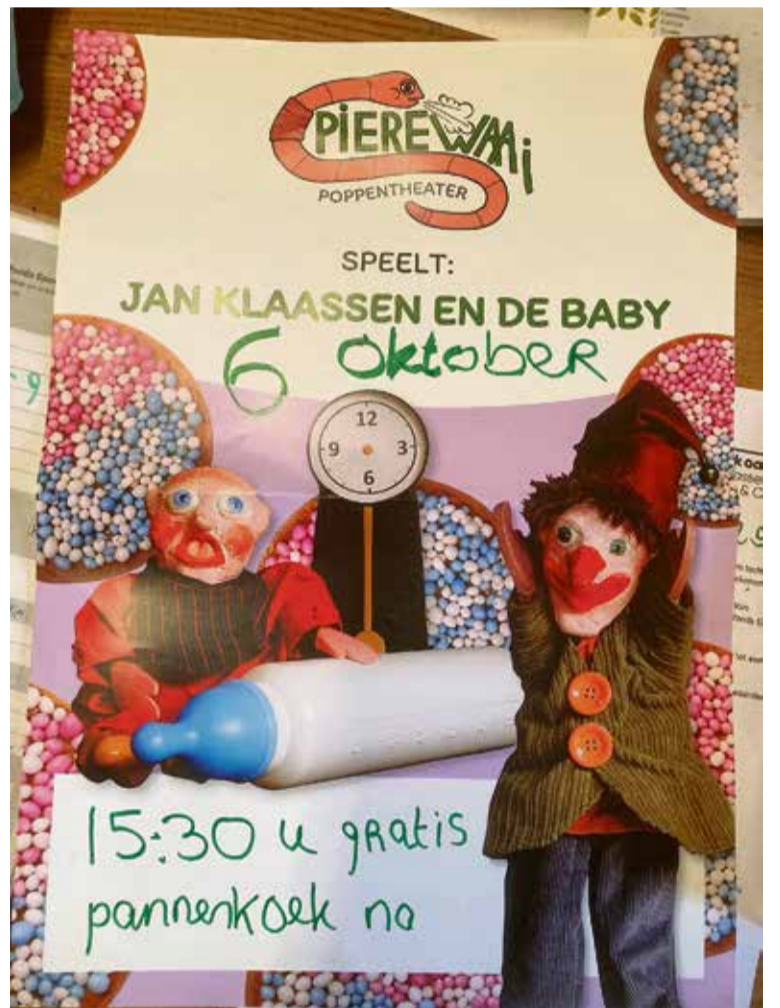 PIEREWAAi
POPPENTHEATER
SPEELT:
JAN KLAASSEN EN DE BABY
6 oktober
12
9 3
6
15:30 u gratis
pannenkoek na